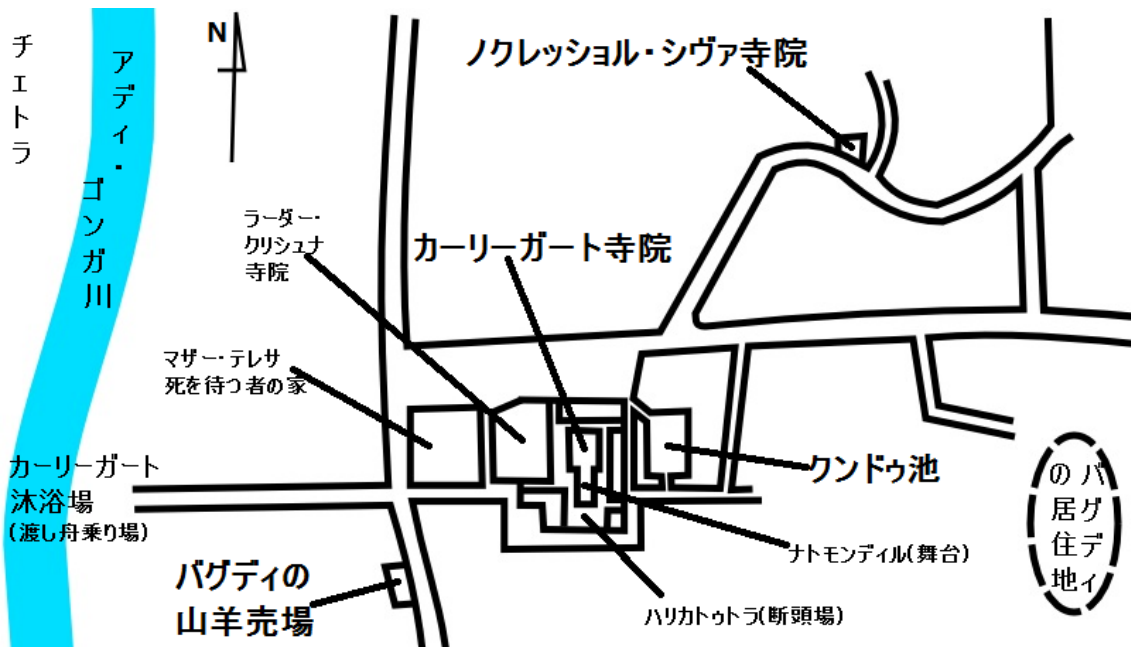 チェトラ
アディ・ゴンガ川
N
ノクレッショル・シヴァ寺院
ラーダー・
クリシュナ
寺院
カーリーガート寺院
マザー・テレサ
死を待つ者の家
カーリーガート
沐浴場
(渡し舟乗り場)
クンドゥ池
バグディ
の居住地
ナトモンディル(舞台)
バグディの
山羊売場
ハリカトゥトラ(断頭場)